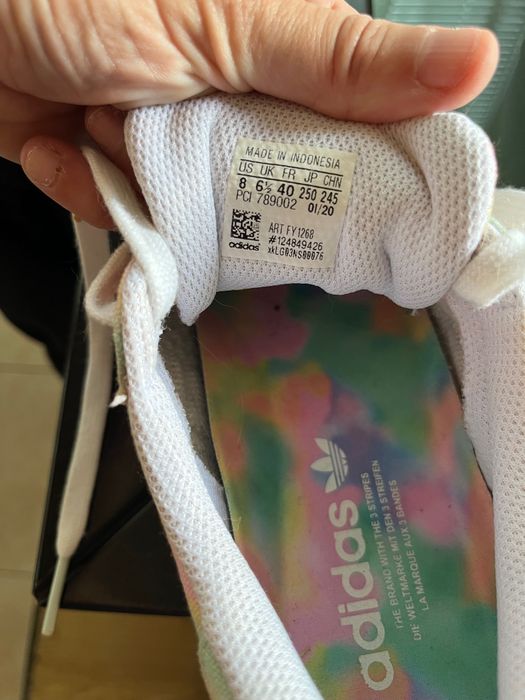 MADE IN INDONESIA
US UK FR JP CHN
8 6½ 40 250 245
PCI 789002 01/20
ART FY1268
#124849426
xkLG03NS00076
adidas
adidas
THE BRAND WITH THE 3 STRIPES
DIE WELTMARKE MIT DEN 3 STREIFEN
LA MARQUE AUX 3 BANDES